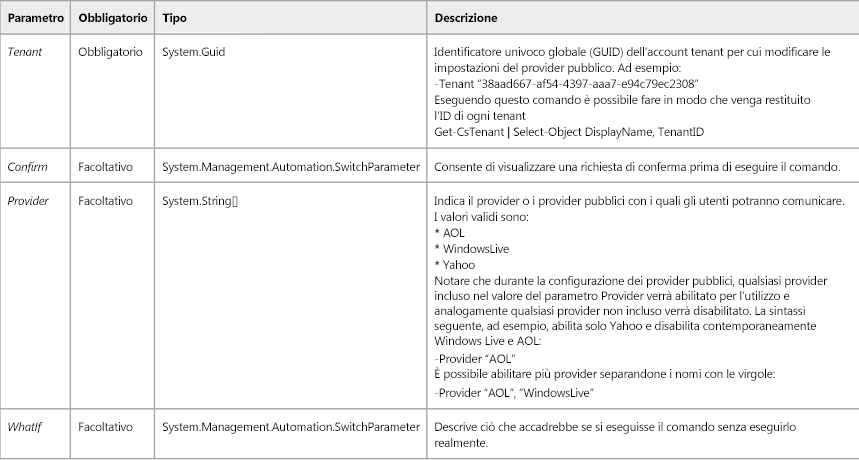 Parametro Obbligatorio Tipo Descrizione
Tenant Obbligatorio System.Guid Identificatore univoco globale (GUID) dell'account tenant per cui modificare le
impostazioni del provider pubblico. Ad esempio:
-Tenant "38aad667-af54-4397-aaa7-e94c79ec2308"
Eseguendo questo comando è possibile fare in modo che venga restituito
l'ID di ogni tenant
Get-CsTenant | Select-Object DisplayName, TenantID
Confirm Facoltativo System.Management.Automation.SwitchParameter Consente di visualizzare una richiesta di conferma prima di eseguire il comando.
Provider Facoltativo System.String[] Indica il provider o i provider pubblici con i quali gli utenti potranno comunicare.
I valori validi sono:
* AOL
* WindowsLive
* Yahoo
Notare che durante la configurazione dei provider pubblici, qualsiasi provider
incluso nel valore del parametro Provider verrà abilitato per l'utilizzo e
analogamente qualsiasi provider non incluso verrà disabilitato. La sintassi
seguente, ad esempio, abilita solo Yahoo e disabilita contemporaneamente
Windows Live e AOL:
-Provider "AOL"
È possibile abilitare più provider separandone i nomi con le virgole:
-Provider "AOL", "WindowsLive"
WhatIf Facoltativo System.Management.Automation.SwitchParameter Descrive ciò che accadrebbe se si eseguisse il comando senza eseguirlo
realmente.